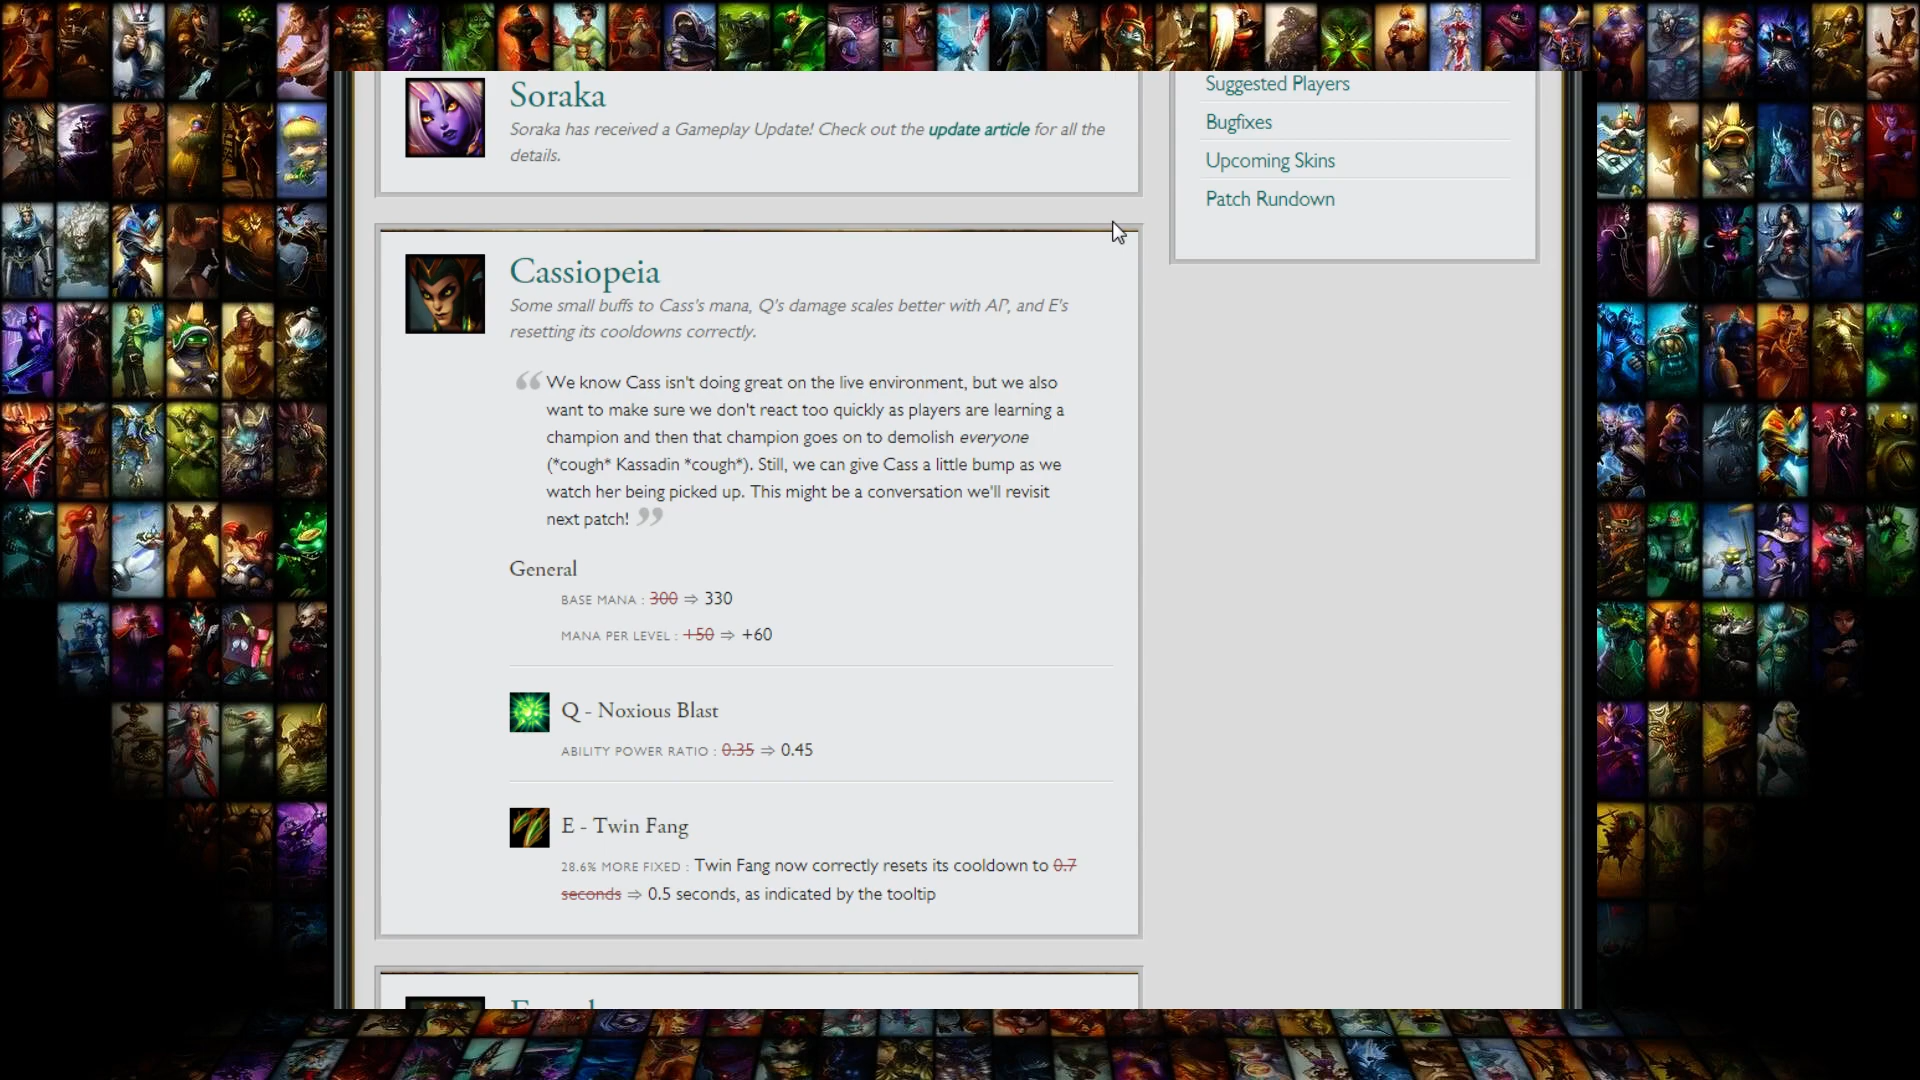 Soraka
Soraka has received a Gameplay Update! Check out the update article for all the
details.
Suggested Players
Bugfixes
Upcoming Skins
Patch Rundown
Cassiopeia
Some small buffs to Cass's mana, Q's damage scales better with AP, and E's
resetting its cooldowns correctly.
“ We know Cass isn't doing great on the live environment, but we also
want to make sure we don't react too quickly as players are learning a
champion and then that champion goes on to demolish everyone
(*cough* Kassadin *cough*). Still, we can give Cass a little bump as we
watch her being picked up. This might be a conversation we'll revisit
next patch! ”
General
BASE MANA : 300 ⇒ 330
MANA PER LEVEL : +50 ⇒ +60
Q - Noxious Blast
ABILITY POWER RATIO : 0.35 ⇒ 0.45
E - Twin Fang
28.6% MORE FIXED : Twin Fang now correctly resets its cooldown to 0.7
seconds ⇒ 0.5 seconds, as indicated by the tooltip